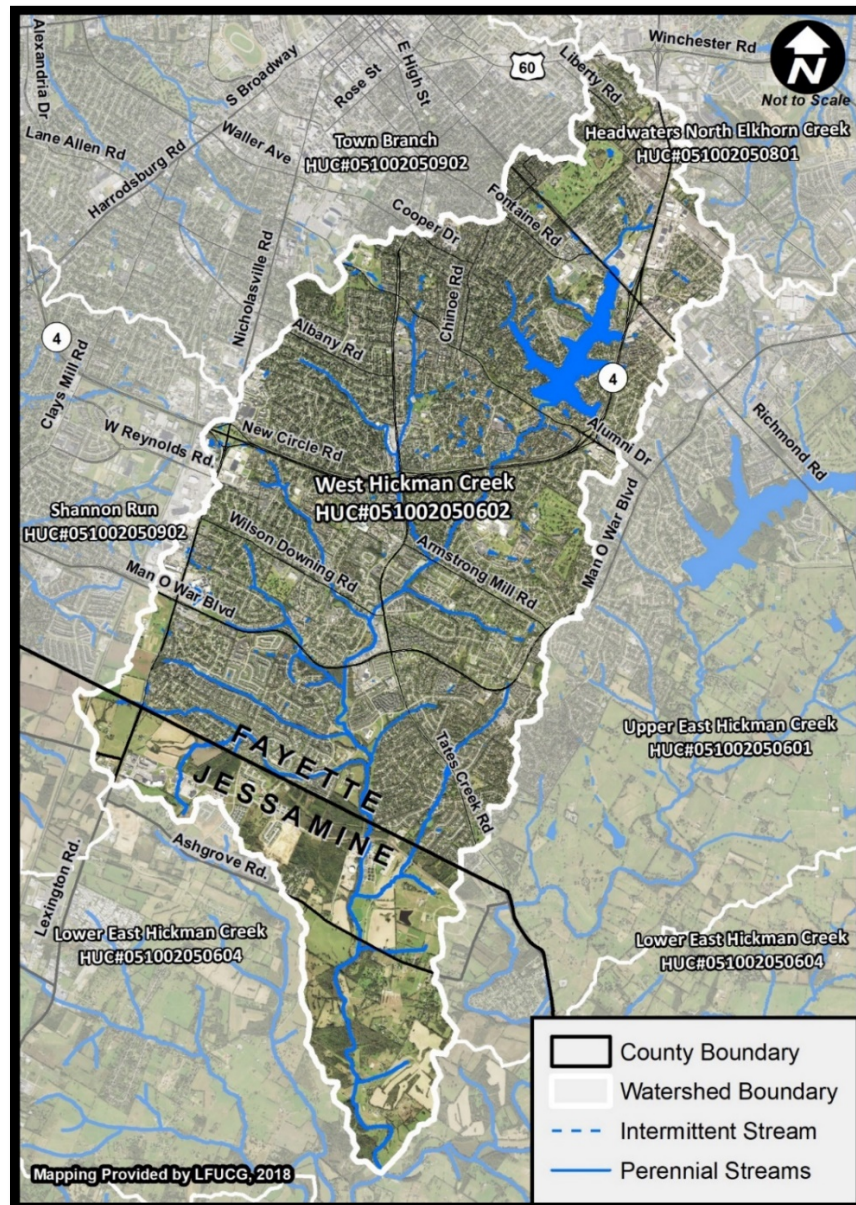 Alexandria Dr
S Broadway
Rose St
E High St
60
Liberty Rd
Winchester Rd
N
Not to Scale
Lane Allen Rd
Waller Ave
Harrodsburg Rd
Town Branch
HUC#051002050902
Headwaters North Elkhorn Creek
HUC#051002050801
Nicholasville Rd
Cooper Dr
Fontaine Rd
Chinoe Rd
4
Clays Mill Rd
Albany Rd
4
W Reynolds Rd.
New Circle Rd
Alumni Dr
Richmond Rd
West Hickman Creek
HUC#051002050602
Shannon Run
HUC#051002050902
Wilson Downing Rd
Armstrong Mill Rd
Man O War Blvd
Man O War Blvd
Upper East Hickman Creek
HUC#051002050601
FAYETTE
JESSAMINE
Tates Creek Rd
Ashgrove Rd.
Lexington Rd.
Lower East Hickman Creek
HUC#051002050604
Lower East Hickman Creek
HUC#051002050604
County Boundary
Watershed Boundary
Intermittent Stream
Perennial Streams
Mapping Provided by LFUCG, 2018